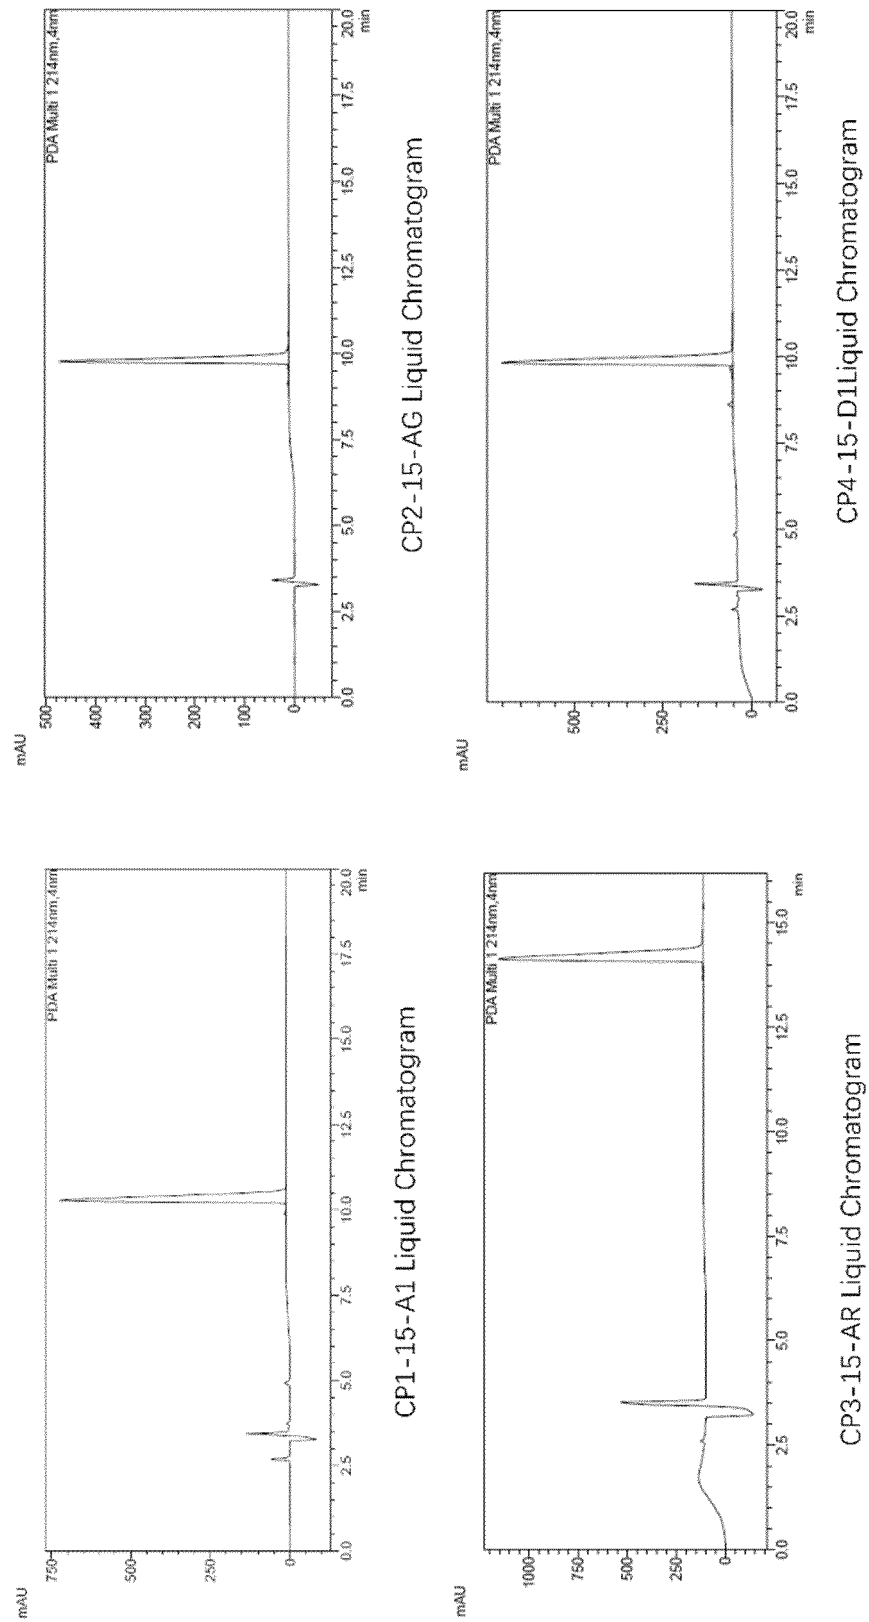 mAU
PDA Multi 1 214nm,4nm
750
500
250
0
0.0 2.5 5.0 7.5 10.0 12.5 15.0 17.5 20.0
min
CP1-15-A1 Liquid Chromatogram
mAU
PDA Multi 1 214nm,4nm
500
400
300
200
100
0
0.0 2.5 5.0 7.5 10.0 12.5 15.0 17.5 20.0
min
CP2-15-AG Liquid Chromatogram
mAU
PDA Multi 1 214nm,4nm
1000
750
500
250
0
0.0 2.5 5.0 7.5 10.0 12.5 15.0
min
CP3-15-AR Liquid Chromatogram
mAU
PDA Multi 1 214nm,4nm
500
250
0
0.0 2.5 5.0 7.5 10.0 12.5 15.0 17.5 20.0
min
CP4-15-D1Liquid Chromatogram